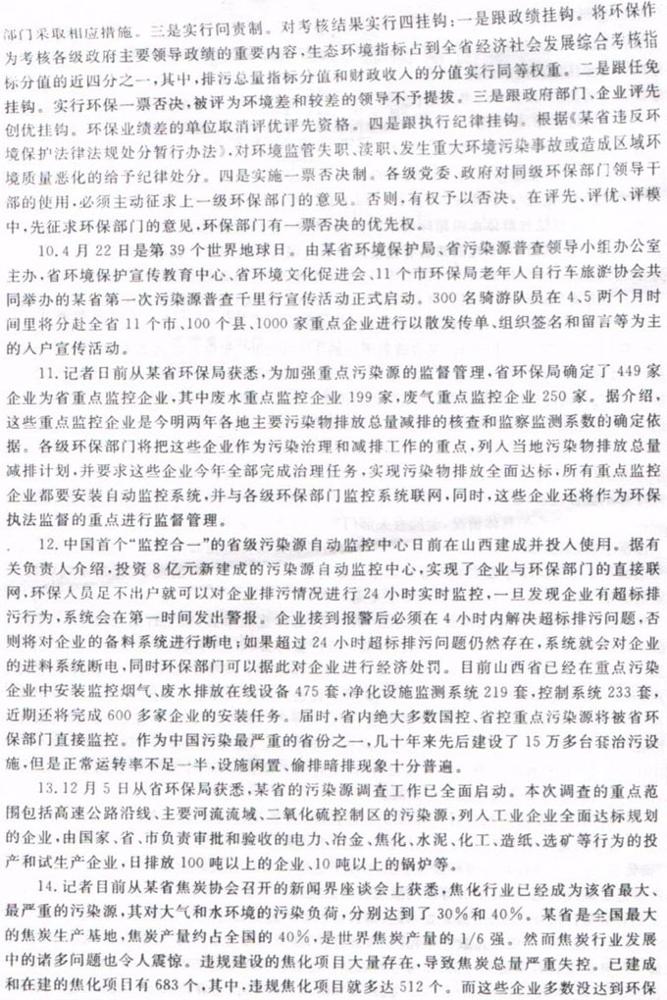 部门采取相应措施。三是实行问责制。对考核结果实行四挂钩:一是跟政绩挂钩。将环保作
为考核各级政府主要领导政绩的重要内容,生态环境指标占到全省经济社会发展综合考核指
标分值的近四分之一,其中,排污总量指标分值和财政收入的分值实行同等权重。二是跟任免
挂钩。实行环保一票否决,被评为环境差和较差的领导不予提拔。三是跟政府部门、企业评先
创优挂钩。环保业绩差的单位取消评优评先资格。四是跟执行纪律挂钩。根据《某省违反环
境保护法律法规处分暂行办法》,对环境监管失职、渎职、发生重大环境污染事故或造成区域环
境质量恶化的给予纪律处分。四是实施一票否决制。各级党委、政府对同级环保部门领导干
部的使用,必须主动征求上一级环保部门的意见。否则,有权予以否决。在评先、评优、评模
中,先征求环保部门的意见,环保部门有一票否决的优先权。
10.4月22日是第39个世界地球日。由某省环境保护局、省污染源普查领导小组办公室
主办,省环境保护宣传教育中心、省环境文化促进会、11个市环保局老年人自行车旅游协会共
同举办的某省第一次污染源普查千里行宣传活动正式启动。300名骑游队员在4、5两个月时
间里将分赴全省11个市、100个县、1000家重点企业进行以散发传单、组织签名和留言等为主
的入户宣传活动。
11.记者日前从某省环保局获悉,为加强重点污染源的监督管理,省环保局确定了449家
企业为省重点监控企业,其中废水重点监控企业199家,废气重点监控企业250家。据介绍,
这些重点监控企业是今明两年各地主要污染物排放总量减排的核查和监察监测系数的确定依
据。各级环保部门将把这些企业作为污染治理和减排工作的重点,列入当地污染物排放总量
减排计划,并要求这些企业今年全部完成治理任务,实现污染物排放全面达标,所有重点监控
企业都要安装自动监控系统,并与各级环保部门监控系统联网,同时,这些企业还将作为环保
执法监督的重点进行监督管理。
12.中国首个“监控合一”的省级污染源自动监控中心日前在山西建成并投入使用。据有
关负责人介绍,投资8亿元新建成的污染源自动监控中心,实现了企业与环保部门的直接联
网,环保人员足不出户就可以对企业排污情况进行24小时实时监控,一旦发现企业有超标排
污行为,系统会在第一时间发出警报。企业接到报警后必须在4小时内解决超标排污问题,否
则将对企业的备料系统进行断电;如果超过24小时超标排污问题仍然存在,系统就会对企业
的进料系统断电,同时环保部门可以据此对企业进行经济处罚。目前山西省已经在重点污染
企业中安装监控烟气、废水排放在线设备475套,净化设施监测系统219套,控制系统233套,
近期还将完成600多家企业的安装任务。届时,省内绝大多数国控、省控重点污染源将被省环
保部门直接监控。作为中国污染最严重的省份之一,几十年来先后建设了15万多台套治污设
施,但是正常运转率不足一半,设施闲置、偷排暗排现象十分普遍。
13.12月5日从省环保局获悉,某省的污染源调查工作已全面启动。本次调查的重点范
围包括高速公路沿线、主要河流流域、二氧化硫控制区的污染源,列入工业企业全面达标规划
的企业,由国家、省、市负责审批和验收的电力、冶金、焦化、水泥、化工、造纸、选矿等行为的投
产和试生产企业,日排放100吨以上的企业、10吨以上的锅炉等。
14.记者目前从某省焦炭协会召开的新闻界座谈会上获悉,焦化行业已经成为该省最大、
最严重的污染源,其对大气和水环境的污染负荷,分别达到了30%和40%。某省是全国最大
的焦炭生产基地,焦炭产量约占全国的40%,是世界焦炭产量的1/6强。然而焦炭行业发展
中的诸多问题也令人震惊。违规建设的焦化项目大量存在,导致焦炭总量严重失控。已建成
和在建的焦化项目有683个,其中,违规焦化项目就多达512个。而这些企业多数没达到环保